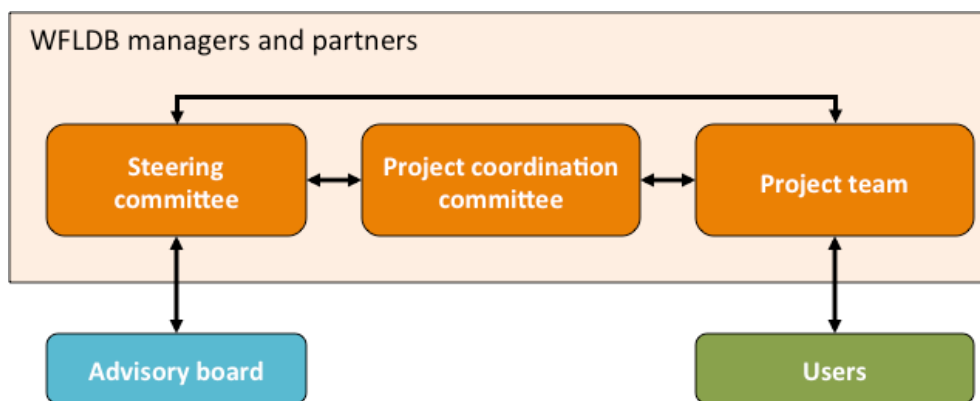 WFLDB managers and partners
Steering
committee
Project coordination
committee
Project team
Advisory board
Users